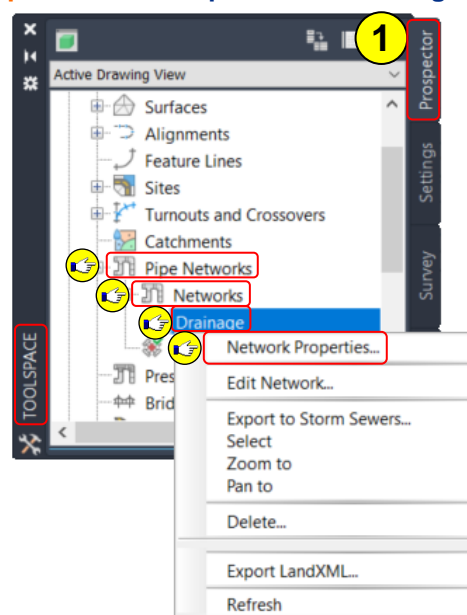 1
Active Drawing View
Prospector
Settings
Survey
TOOLSPACE
Surfaces
Alignments
Feature Lines
Sites
Turnouts and Crossovers
Catchments
Pipe Networks
Networks
Drainage
Pres
Brid
Network Properties...
Edit Network...
Export to Storm Sewers...
Select
Zoom to
Pan to
Delete...
Export LandXML...
Refresh